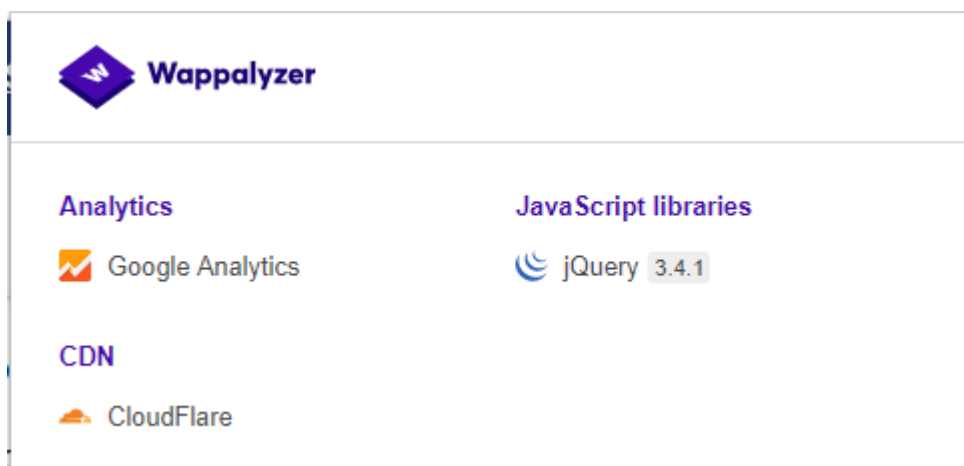 Wappalyzer
Analytics
JavaScript libraries
Google Analytics
jQuery 3.4.1
CDN
CloudFlare